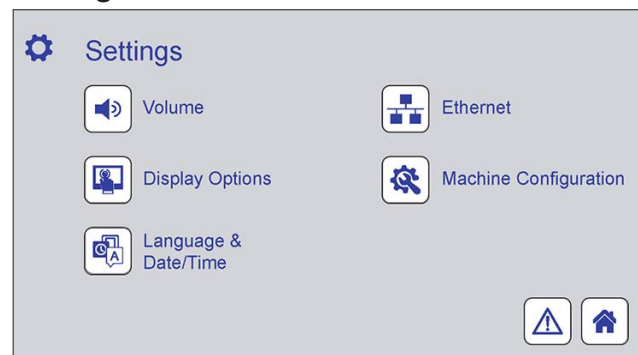 Settings
Volume
Ethernet
Display Options
Machine Configuration
Language &
Date/Time
A